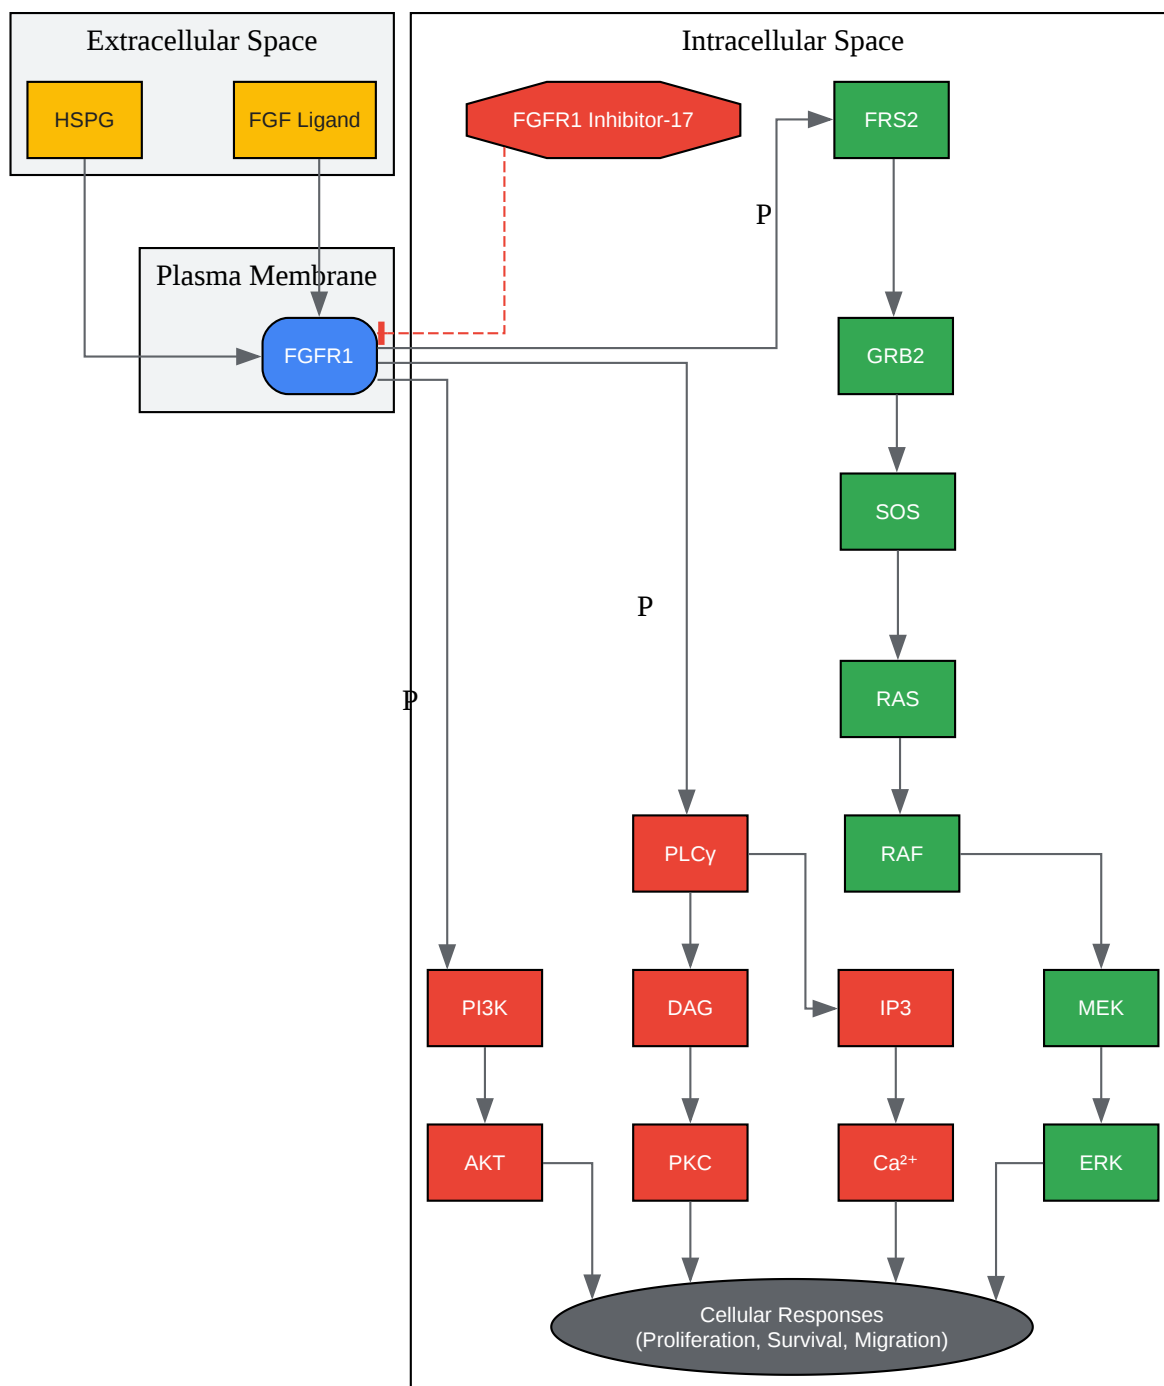 Extracellular Space
Intracellular Space
HSPG
FGF Ligand
FGFR1 Inhibitor-17
FRS2
P
Plasma Membrane
FGFR1
GRB2
SOS
P
RAS
P
PLCγ
RAF
PI3K
DAG
IP3
MEK
AKT
PKC
Ca²⁺
ERK
Cellular Responses
(Proliferation, Survival, Migration)